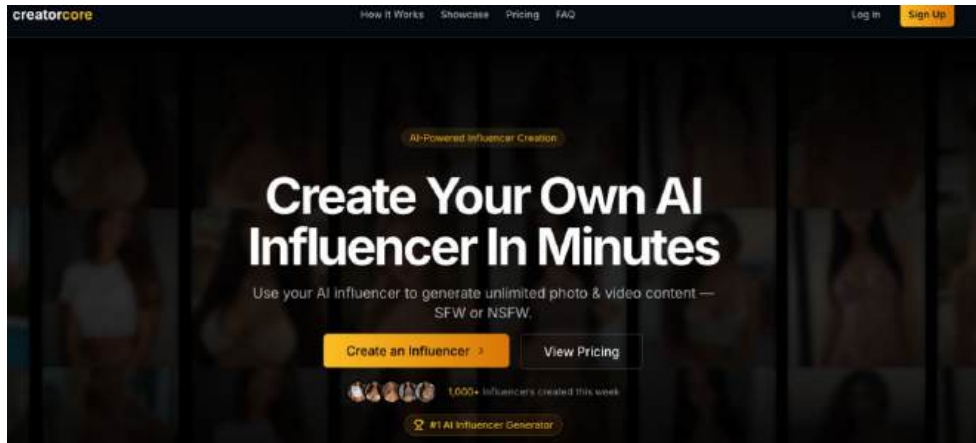 creatorcore
How It Works Showcase Pricing FAQ
Log In Sign Up
AI-Powered Influencer Creation
Create Your Own AI
Influencer In Minutes
Use your AI influencer to generate unlimited photo & video content —
SFW or NSFW.
Create an Influencer ›
View Pricing
1,000+ Influencers created this week
#1 AI Influencer Generator